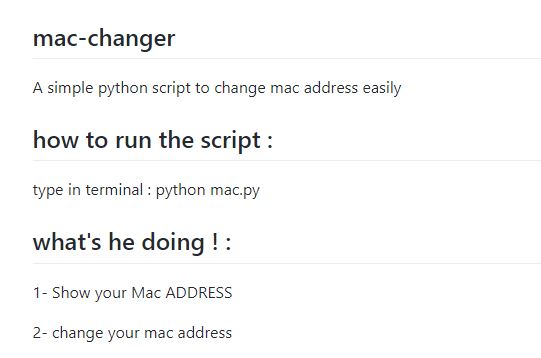 mac-changer
A simple python script to change mac address easily
how to run the script :
type in terminal : python mac.py
what's he doing ! :
1- Show your Mac ADDRESS
2- change your mac address